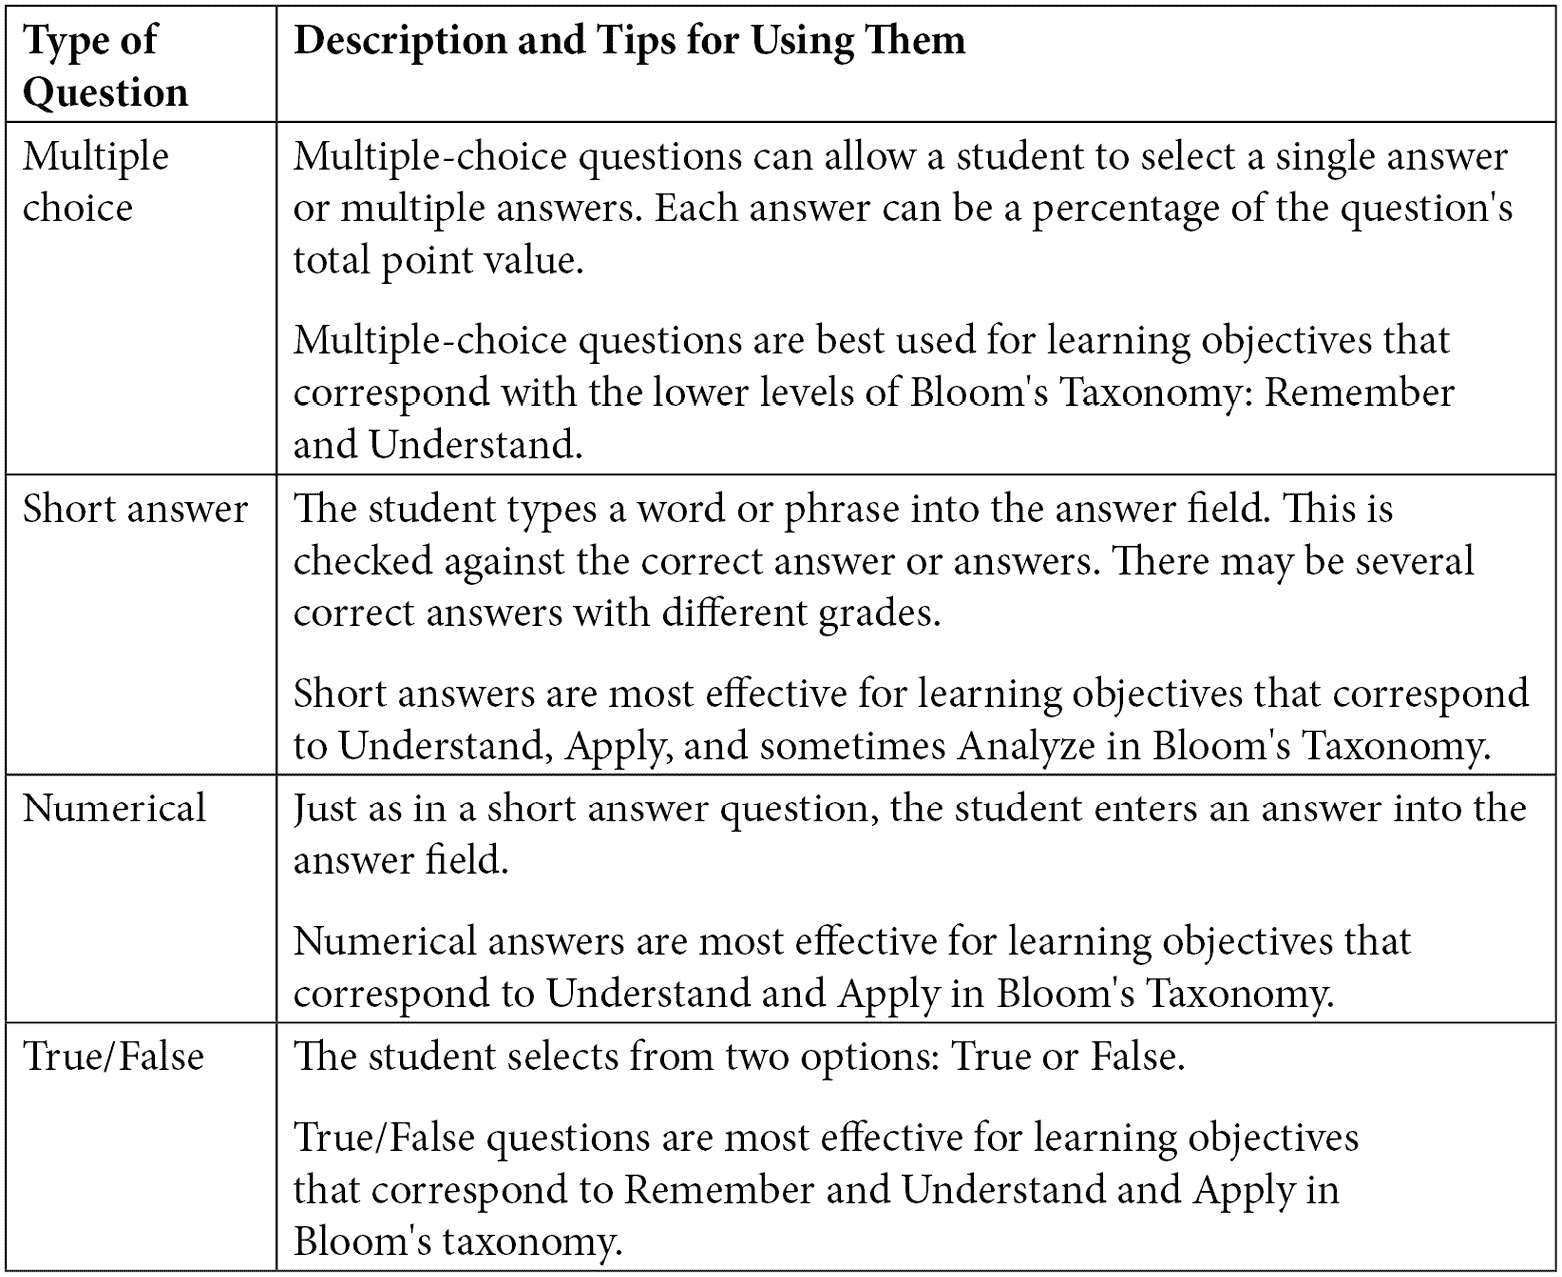 Type of
Question
Description and Tips for Using Them
Multiple
choice
Multiple-choice questions can allow a student to select a single answer
or multiple answers. Each answer can be a percentage of the question's
total point value.
Multiple-choice questions are best used for learning objectives that
correspond with the lower levels of Bloom's Taxonomy: Remember
and Understand.
Short answer
The student types a word or phrase into the answer field. This is
checked against the correct answer or answers. There may be several
correct answers with different grades.
Short answers are most effective for learning objectives that correspond
to Understand, Apply, and sometimes Analyze in Bloom's Taxonomy.
Numerical
Just as in a short answer question, the student enters an answer into the
answer field.
Numerical answers are most effective for learning objectives that
correspond to Understand and Apply in Bloom's Taxonomy.
True/False
The student selects from two options: True or False.
True/False questions are most effective for learning objectives
that correspond to Remember and Understand and Apply in
Bloom's taxonomy.